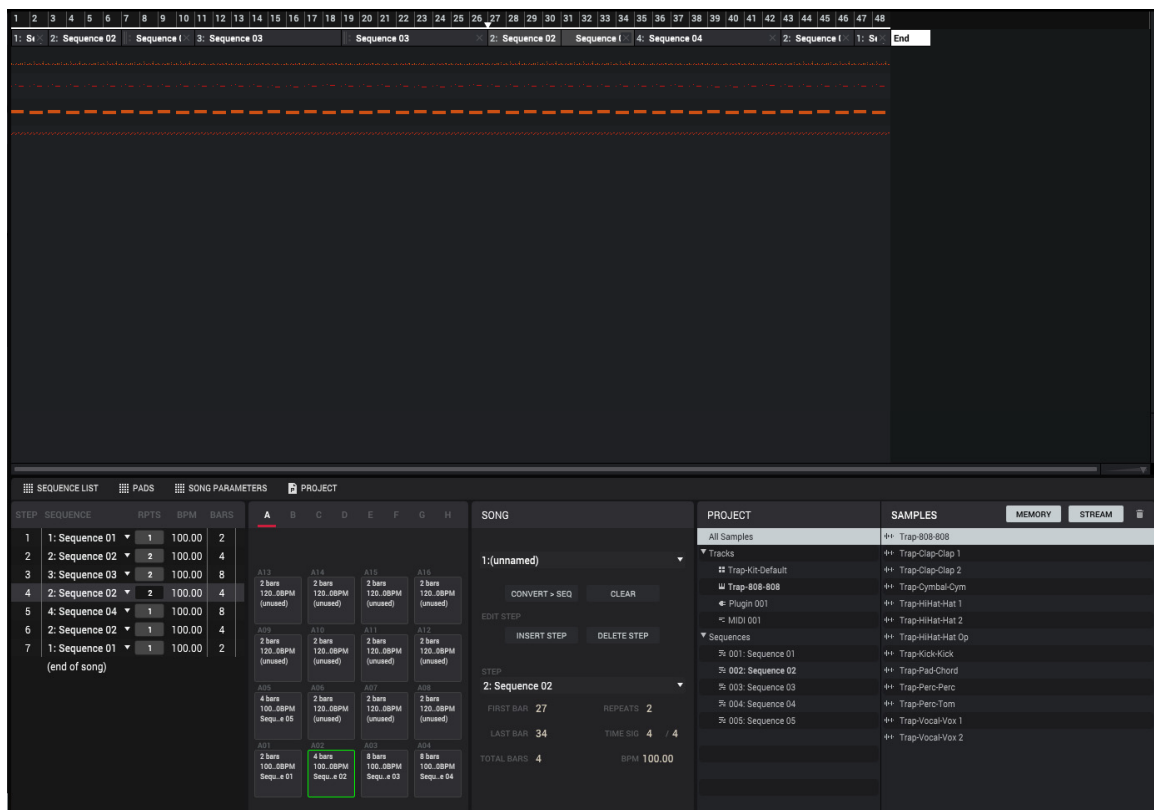 1 2 3 4 5 6 7 8 9 10 11 12 13 14 15 16 17 18 19 20 21 22 23 24 25 26 27 28 29 30 31 32 33 34 35 36 37 38 39 40 41 42 43 44 45 46 47 48
1: Se 2: Sequence 02 Sequence ( 3: Sequence 03 Sequence 03 2: Sequence 02 Sequence ( 4: Sequence 04 2: Sequence ( 1: Se End
SEQUENCE LIST PADS SONG PARAMETERS PROJECT
STEP SEQUENCE RPTS BPM BARS
1 1: Sequence 01 1 100.00 2
2 2: Sequence 02 2 100.00 4
3 3: Sequence 03 2 100.00 8
4 2: Sequence 02 2 100.00 4
5 4: Sequence 04 1 100.00 8
6 2: Sequence 02 1 100.00 4
7 1: Sequence 01 1 100.00 2
(end of song)
A B C D E F G H
A13 A14 A15 A16
2 bars 2 bars 2 bars 2 bars
120..0BPM 120..0BPM 120..0BPM 120..0BPM
(unused) (unused) (unused) (unused)
A09 A10 A11 A12
2 bars 2 bars 2 bars 2 bars
120..0BPM 120..0BPM 120..0BPM 120..0BPM
(unused) (unused) (unused) (unused)
A05 A06 A07 A08
4 bars 2 bars 2 bars 2 bars
100..0BPM 120..0BPM 120..0BPM 120..0BPM
Sequ..e 05 (unused) (unused) (unused)
A01 A02 A03 A04
2 bars 4 bars 8 bars 8 bars
100..0BPM 100..0BPM 100..0BPM 100..0BPM
Sequ..e 01 Sequ..e 02 Sequ..e 03 Sequ..e 04
SONG
1:(unnamed)
CONVERT > SEQ CLEAR
EDIT STEP
INSERT STEP DELETE STEP
STEP
2: Sequence 02
FIRST BAR 27 REPEATS 2
LAST BAR 34 TIME SIG 4 / 4
TOTAL BARS 4 BPM 100.00
PROJECT
All Samples
Tracks
Trap-Kit-Default
Trap-808-808
Plugin 001
MIDI 001
Sequences
001: Sequence 01
002: Sequence 02
003: Sequence 03
004: Sequence 04
005: Sequence 05
SAMPLES MEMORY STREAM
Trap-808-808
Trap-Clap-Clap 1
Trap-Clap-Clap 2
Trap-Cymbal-Cym
Trap-HiHat-Hat 1
Trap-HiHat-Hat 2
Trap-HiHat-Hat Op
Trap-Kick-Kick
Trap-Pad-Chord
Trap-Perc-Perc
Trap-Perc-Tom
Trap-Vocal-Vox 1
Trap-Vocal-Vox 2